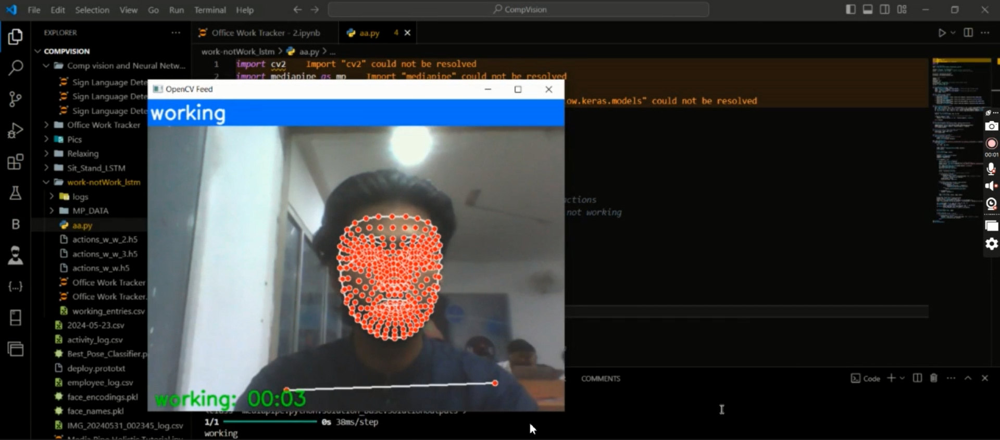 File Edit Selection View Go Run Terminal Help CompVision
EXPLORER
Office Work Tracker - 2.ipynb aa.py 4
COMPVISION
work-notWork_lstm > aa.py > ...
Comp vision and Neural Netw...
1 import cv2 Import "cv2" could not be resolved
2 import mediapipe as mp Import "mediapipe" could not be resolved
Sign Language Dete
OpenCV Feed
Sign Language Dete
ow.keras.models" could not be resolved
Sign Language Dete
working
Office Work Tracker
Pics
Relaxing
00:01
Sit_Stand_LSTM
work-notWork_lstm
logs
ctions
MP_DATA
not working
aa.py
B
actions_w_w_2.h5
actions_w_w_3.h5
actions_w_w.h5
Office Work Tracker
{...}
Office Work Tracker.
working_entries.csv
2024-05-23.csv
activity_log.csv
Best_Pose_Classifier.p
deploy.prototxt
COMMENTS Code
employee_log.csv
face_encodings.pkl
working: 00:03
face_names.pkl
1/1 0s 38ms/step
IMG_20240531_002345_log.csv
working